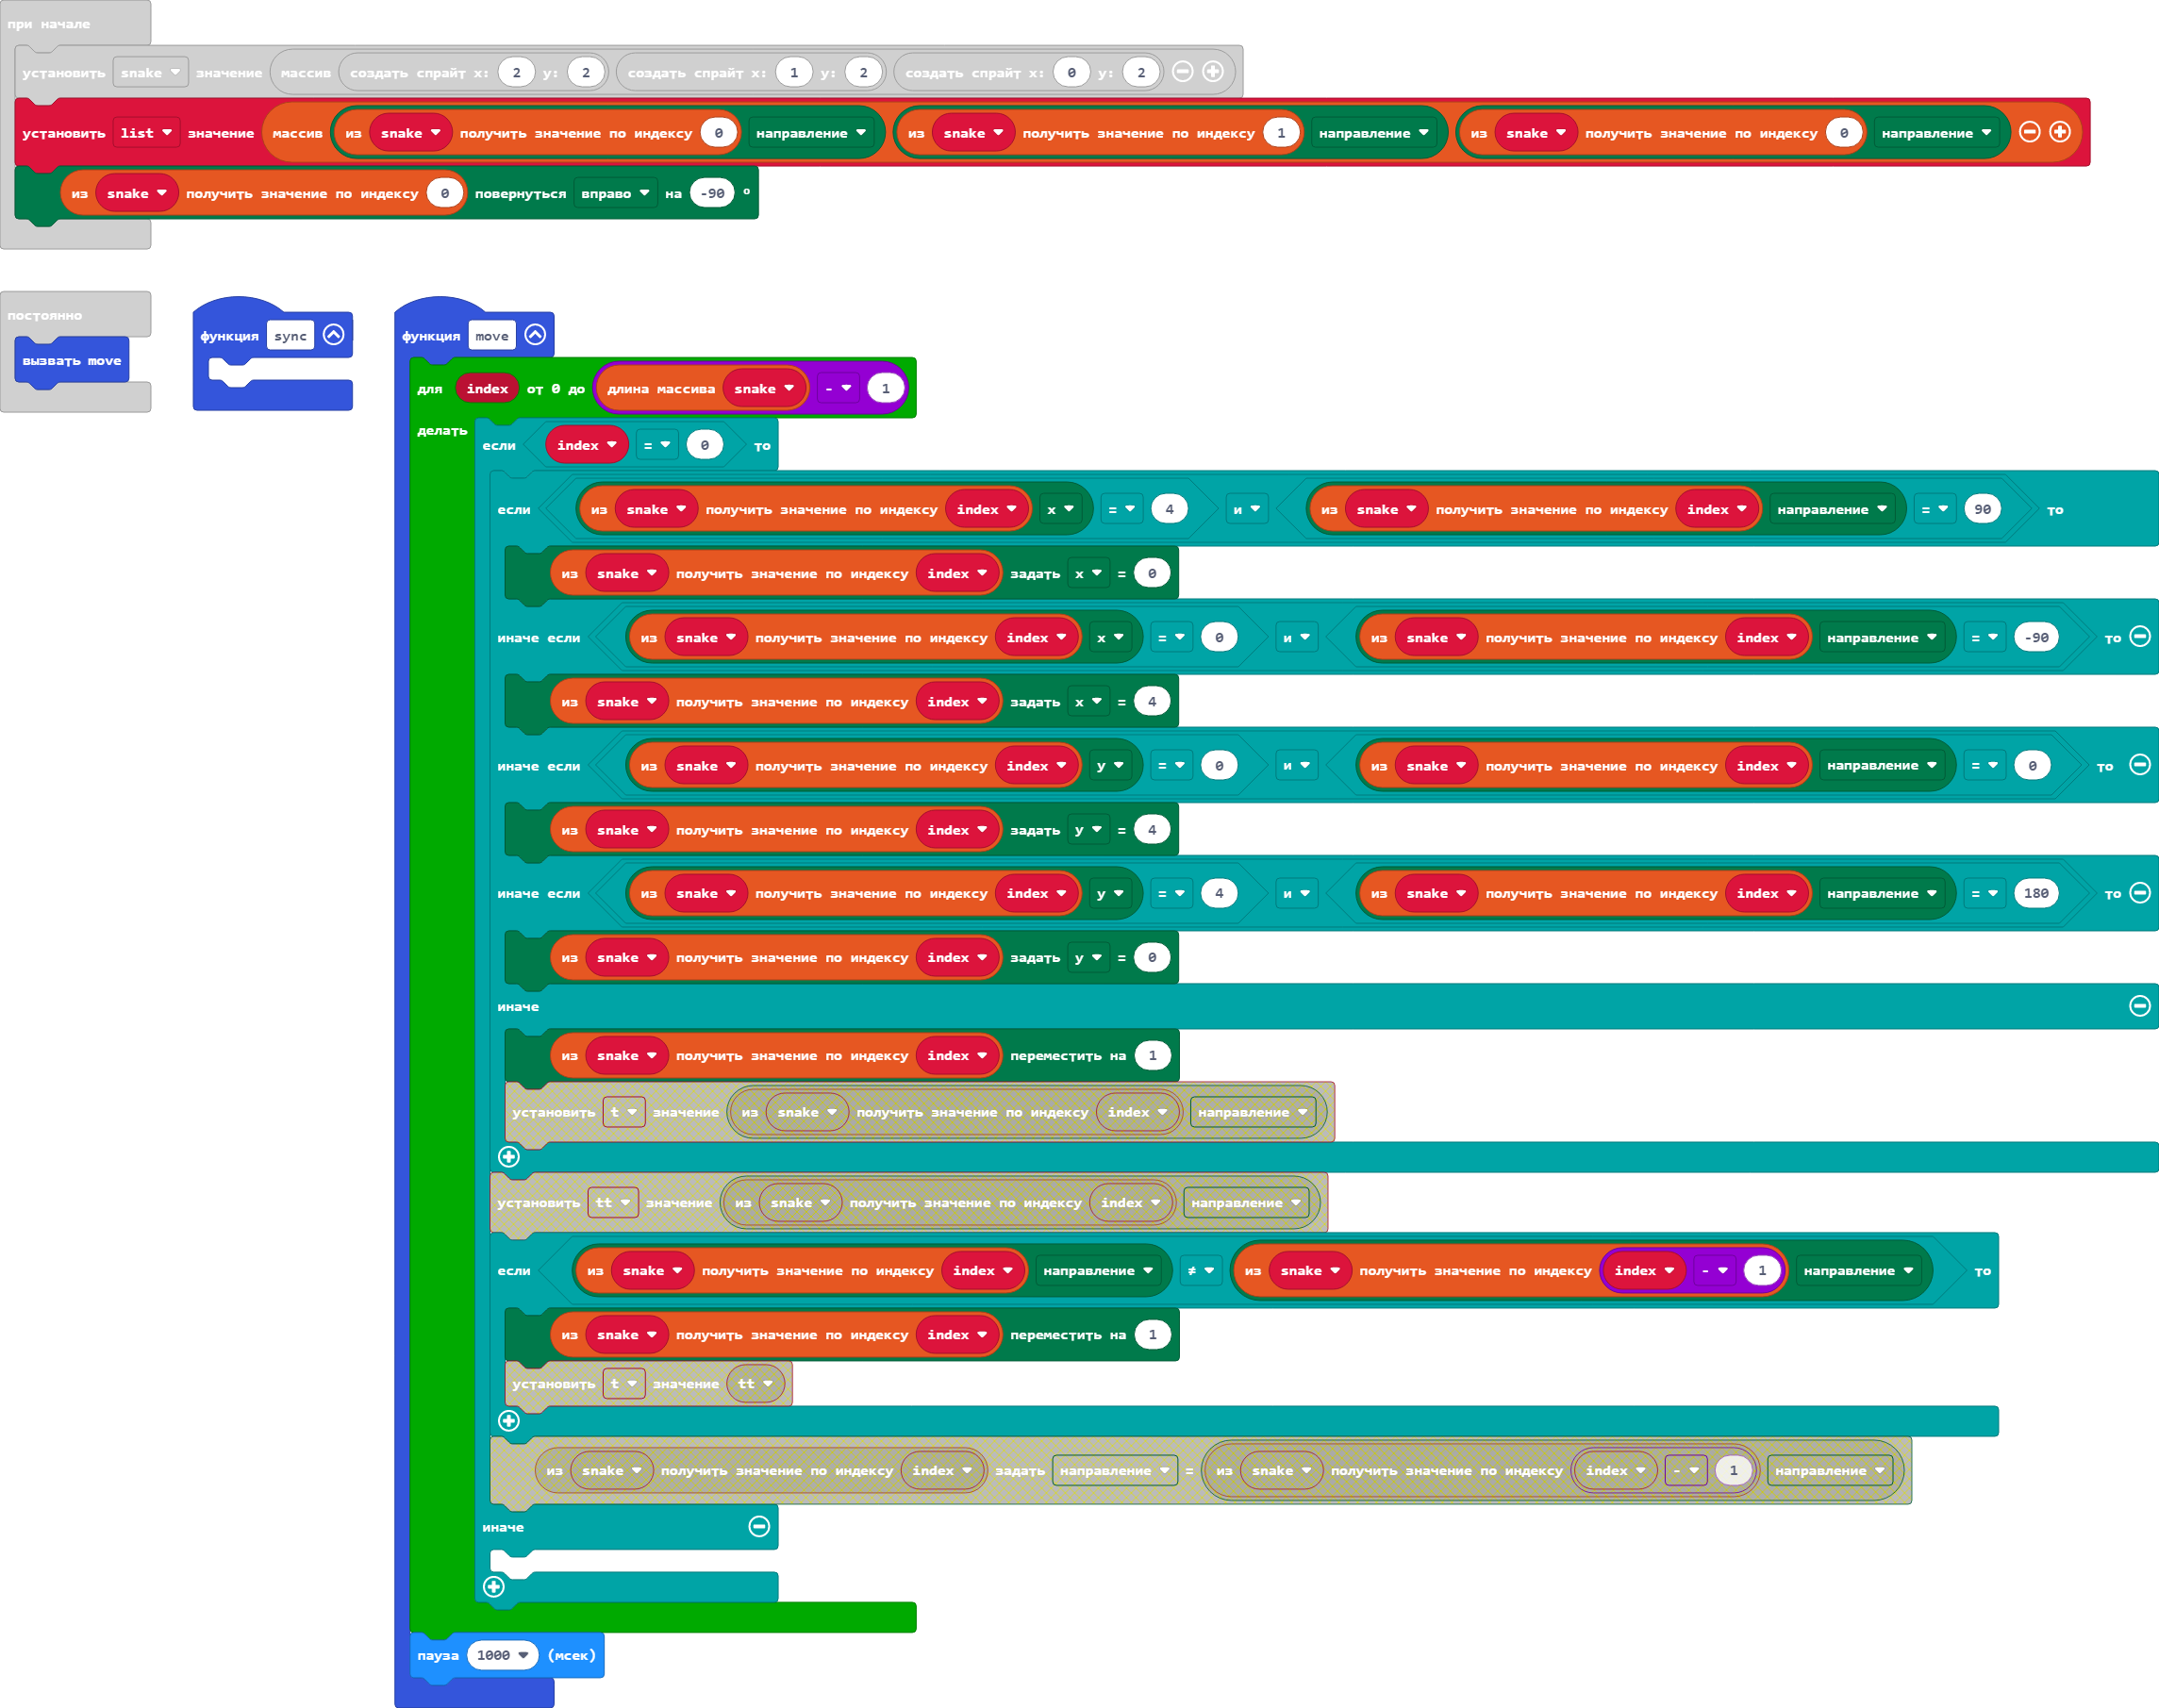 при начале
установить snake значение массив создать спрайт x: 2 y: 2 создать спрайт x: 1 y: 2 создать спрайт x: 0 y: 2
установить list значение массив из snake получить значение по индексу 0 направление из snake получить значение по индексу 1 направление из snake получить значение по индексу 0 направление
из snake получить значение по индексу 0 повернуться вправо на -90 °
постоянно
вызвать move
функция sync
функция move
для index от 0 до длина массива snake - 1
делать
если index = 0 то
если из snake получить значение по индексу index x = 4 и из snake получить значение по индексу index направление = 90 то
из snake получить значение по индексу index задать x = 0
иначе если из snake получить значение по индексу index x = 0 и из snake получить значение по индексу index направление = -90 то
из snake получить значение по индексу index задать x = 4
иначе если из snake получить значение по индексу index y = 0 и из snake получить значение по индексу index направление = 0 то
из snake получить значение по индексу index задать y = 4
иначе если из snake получить значение по индексу index y = 4 и из snake получить значение по индексу index направление = 180 то
из snake получить значение по индексу index задать y = 0
иначе
из snake получить значение по индексу index переместить на 1
установить t значение из snake получить значение по индексу index направление
установить tt значение из snake получить значение по индексу index направление
если из snake получить значение по индексу index направление ≠ из snake получить значение по индексу index - 1 направление то
из snake получить значение по индексу index переместить на 1
установить t значение tt
из snake получить значение по индексу index задать направление = из snake получить значение по индексу index - 1 направление
иначе
пауза 1000 (мсек)